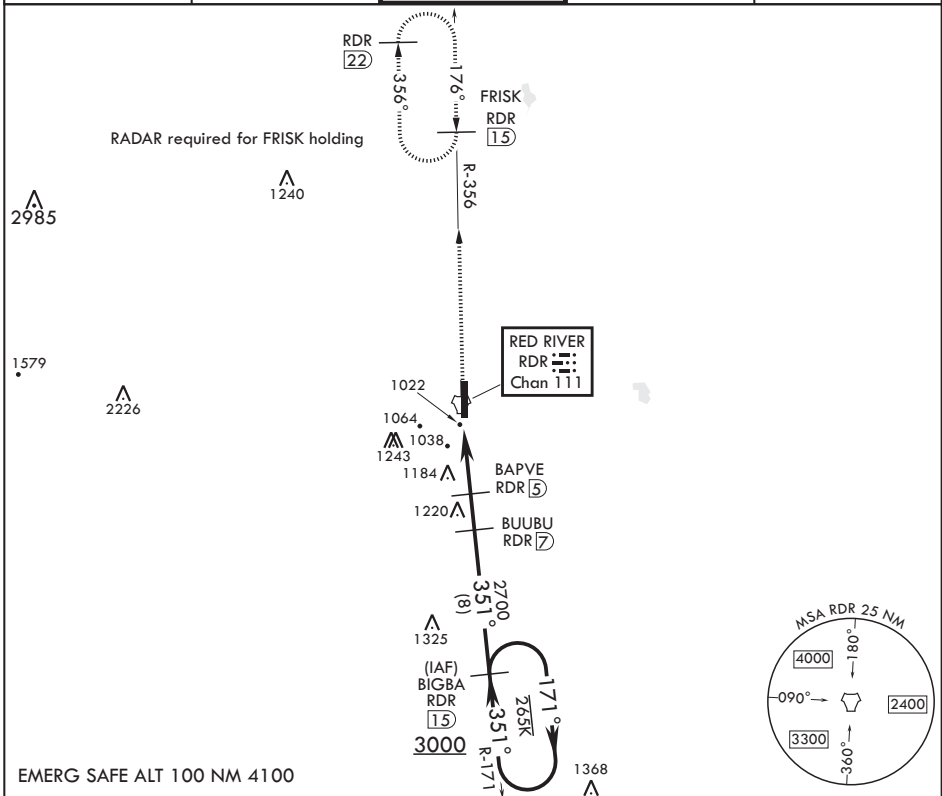 RDR
22
356°
176°
FRISK
RDR
15
RADAR required for FRISK holding
R-356
1240
2985
RED RIVER
RDR
Chan 111
1579
2226
1022
1064
1038
1243
1184
BAPVE
RDR 5
1220
BUUBU
RDR 7
2700
351°
(8)
1325
(IAF)
BIGBA
RDR
15
3000
351°
R-171
265K
171°
1368
MSA RDR 25 NM
180°
4000
090°
2400
3300
360°
EMERG SAFE ALT 100 NM 4100